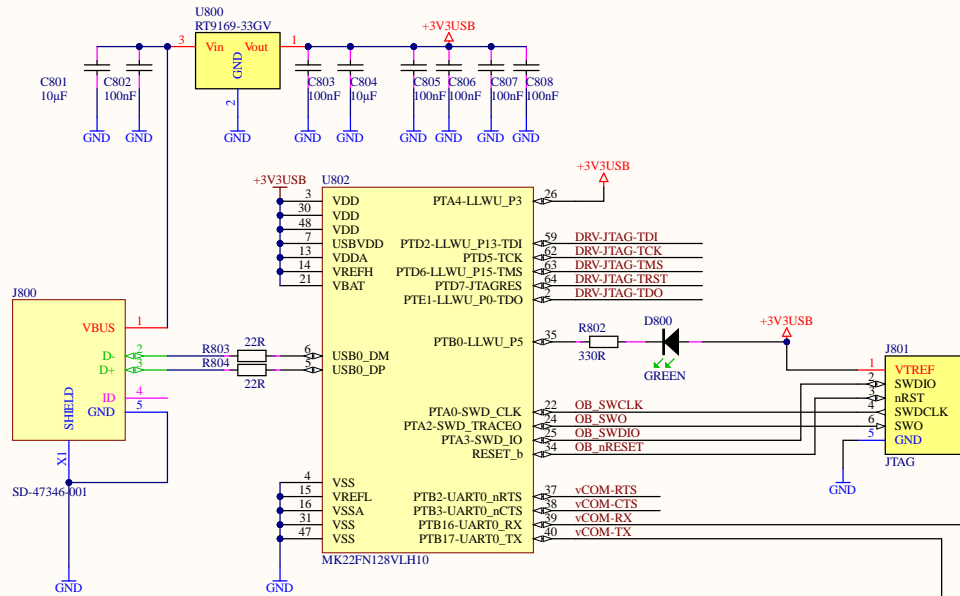 U800
RT9169-33GV
+3V3USB
3 Vin Vout 1
GND
2
C801
10µF
C802
100nF
C803
100nF
C804
10µF
C805
100nF
C806
100nF
C807
100nF
C808
100nF
GND GND GND GND GND GND GND GND GND
+3V3USB
+3V3USB
U802
3 VDD
30 VDD
48 VDD
7 USBVDD
13 VDDA
14 VREFH
21 VBAT
PTA4-LLWU_P3 26
PTD2-LLWU_P13-TDI 59 DRV-JTAG-TDI
PTD5-TCK 62 DRV-JTAG-TCK
PTD6-LLWU_P15-TMS 63 DRV-JTAG-TMS
PTD7-JTAGRES 64 DRV-JTAG-TRST
PTE1-LLWU_P0-TDO 2 DRV-JTAG-TDO
J800
VBUS 1
D- 2
D+ 3
ID 4
GND 5
SHIELD
X1
SD-47346-001
GND
R803 22R
R804 22R
6 USB0_DM
5 USB0_DP
PTB0-LLWU_P5 35
R802
330R
D800
GREEN
+3V3USB
J801
1 VTREF
2 SWDIO
3 nRST
4 SWDCLK
6 SWO
5 GND
JTAG
GND
PTA0-SWD_CLK 22 OB_SWCLK
PTA2-SWD_TRACEO 24 OB_SWO
PTA3-SWD_IO 25 OB_SWDIO
RESET_b 34 OB_nRESET
4 VSS
15 VREFL
16 VSSA
31 VSS
47 VSS
PTB2-UART0_nRTS 37 vCOM-RTS
PTB3-UART0_nCTS 38 vCOM-CTS
PTB16-UART0_RX 39 vCOM-RX
PTB17-UART0_TX 40 vCOM-TX
MK22FN128VLH10
GND